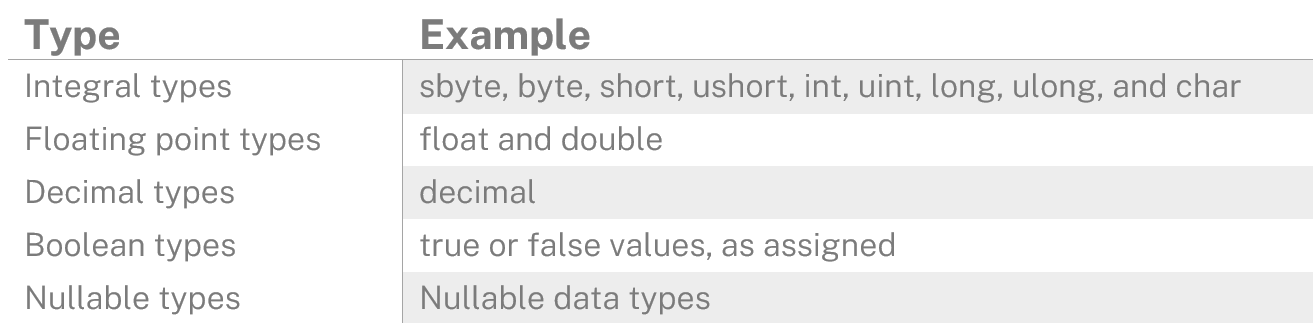 Type Example
Integral types sbyte, byte, short, ushort, int, uint, long, ulong, and char
Floating point types float and double
Decimal types decimal
Boolean types true or false values, as assigned
Nullable types Nullable data types